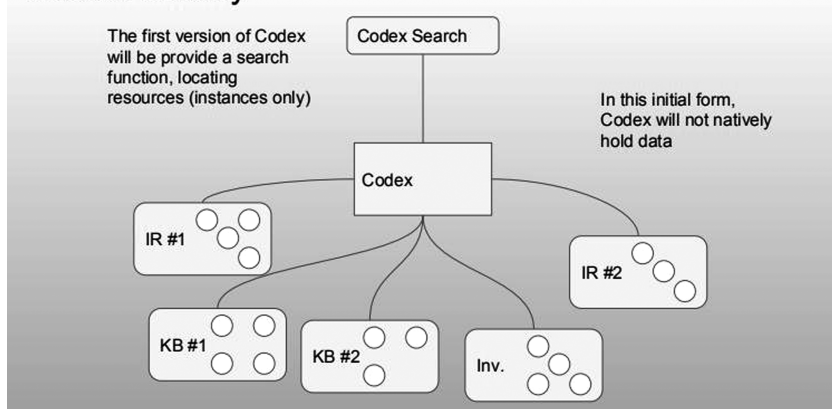 The first version of Codex
will be provide a search
function, locating
resources (instances only)
Codex Search
In this initial form,
Codex will not natively
hold data
Codex
IR #1
IR #2
KB #1
KB #2
Inv.